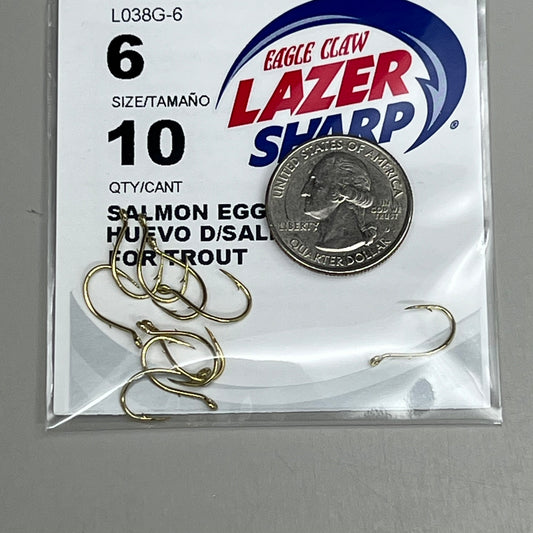 L038G-6
6
SIZE/TAMAÑO
10
QTY/CANT
SALMON EGG
HUEVO D/SAL
FOR TROUT
EAGLE CLAW
LAZER
SHARP®
UNITED STATES OF AMERICA
LIBERTY
IN
GOD WE
TRUST
QUARTER DOLLAR